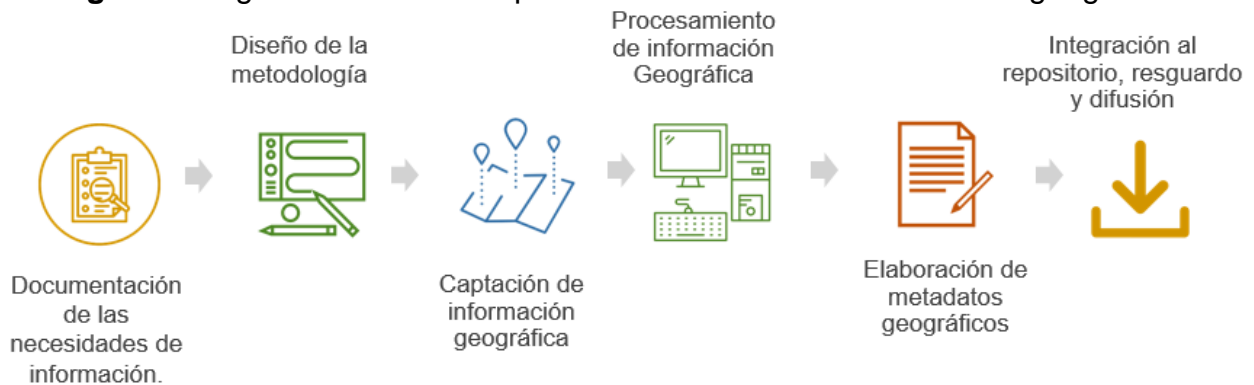 Diseño de la
metodología
Procesamiento
de información
Geográfica
Integración al
repositorio, resguardo
y difusión
Documentación
de las
necesidades de
información.
Captación de
información
geográfica
Elaboración de
metadatos
geográficos